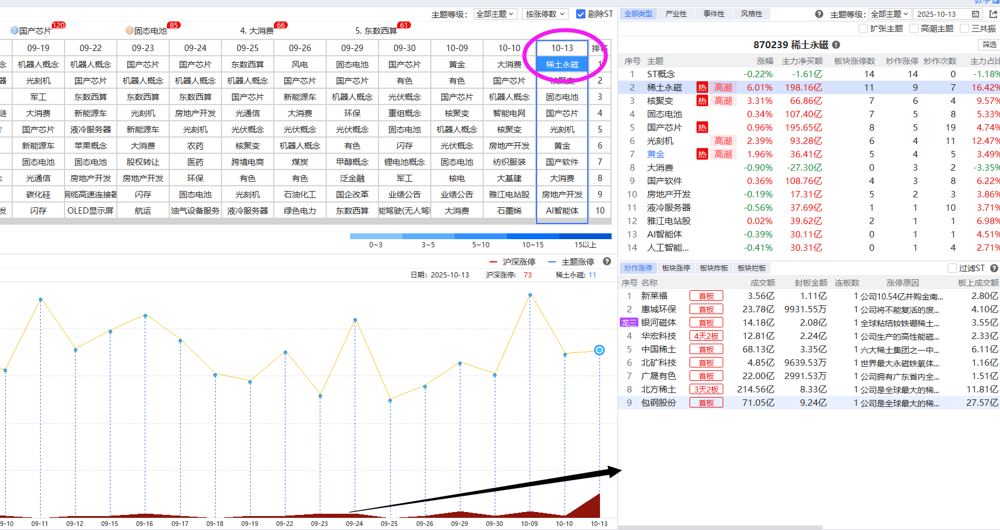 主题等级： 全部主题 按涨停数 剔除ST
2 国产芯片 120 3 固态电池 85 4. 大消费 66 5. 东数西算 61
09-19 09-22 09-23 09-24 09-25 09-26 09-29 09-30 10-09 10-10 10-13 排名
念 机器人概念 机器人概念 国产芯片 国产芯片 东数西算 风电 固态电池 国产芯片 黄金 大消费 稀土永磁 1
器 光刻机 国产芯片 机器人概念 机器人概念 机器人概念 国产芯片 国产芯片 有色 有色 国产芯片 核聚变 2
军工 东数西算 东数西算 东数西算 国产芯片 新能源车 机器人概念 光伏概念 国产芯片 机器人概念 固态电池 3
链 大消费 新能源车 光刻机 房地产开发 光通信 大消费 环保 重组概念 核聚变 智能电网 国产芯片 4
国产芯片 液冷服务器 新能源车 光刻机 光伏概念 光伏概念 光伏概念 固态电池 机器人概念 核聚变 光刻机 5
新能源车 苹果概念 大消费 农药 核聚变 机器人概念 有色 闪存 光伏概念 房地产开发 黄金 6
固态电池 固态电池 股权转让 医药 跨境电商 煤炭 甲醇概念 锂电池概念 固态电池 纺织服装 国产软件 7
光通信 房地产开发 房地产开发 环保 有色 有色 泛金融 军工 核电 大基建 大消费 8
碳化硅 铜缆高速连接器 闪存 固态电池 光刻机 石油化工 国企改革 业绩公告 业绩公告 雅江电站股 房地产开发 9
发 闪存 OLED显示屏 航运 油气设备服务 液冷服务器 绿色电力 东数西算 能驾驶(无人驾 大消费 石墨烯 AI智能体 10
0~3 3~5 5~10 10~15 15以上
沪深涨停 主题涨停
日期: 2025-10-13 沪深涨停: 73 稀土永磁: 11
09-10 09-11 09-12 09-15 09-16 09-17 09-18 09-19 09-22 09-23 09-24 09-25 09-26 09-29 09-30 10-09 10-10 10-13
全部类型 产业性 事件性 风格性 主题等级： 全部主题 2025-10-13
扩张主题 高潮主题 三共振
870239 稀土永磁 筛选
序号 主题 涨幅 主力净买额 板块涨停数 炒作涨停 炒作次数 主力占比
1 ST概念 -0.22% -1.61亿 14 14 0 -1.18%
2 稀土永磁 热 高潮 6.01% 198.16亿 11 9 7 16.42%
3 核聚变 热 高潮 3.31% 66.86亿 7 6 4 9.57%
4 固态电池 0.34% 107.40亿 7 5 8 5.33%
5 国产芯片 热 0.96% 195.65亿 8 5 19 4.74%
6 光刻机 高潮 2.39% 93.28亿 6 4 11 12.47%
7 黄金 热 高潮 1.96% 36.41亿 5 4 5 3.49%
8 大消费 -0.90% -27.30亿 0 3 2 -3.35%
9 国产软件 0.36% 108.76亿 4 3 8 6.22%
10 房地产开发 -0.19% 17.31亿 5 2 3 3.86%
11 液冷服务器 -0.56% 37.69亿 1 1 10 3.71%
12 雅江电站股 0.02% 39.62亿 2 1 1 6.98%
13 AI智能体 -0.39% 30.11亿 0 1 1 4.51%
14 人工智能... -0.41% 30.31亿 0 1 4 2.71%
炒作涨停 板块涨停 板块炸板 板块烂板 过滤ST
序号 名称 成交额 封板金额 连板数 涨停原因 板上成交额
1 新莱福 首板 3.56亿 1.11亿 1 公司10.54亿并购金南... 2.80亿
2 惠城环保 首板 23.78亿 9931.55万 1 公司将不能复活的废... 4.10亿
龙三 银河磁体 首板 14.18亿 2.08亿 1 全球粘结钕铁硼稀土... 3.55亿
4 华宏科技 4天2板 12.81亿 2.24亿 1 公司生产的高性能磁... 2.33亿
5 中国稀土 首板 68.13亿 3.35亿 1 六大稀土集团之一中... 6.11亿
6 北矿科技 首板 4.85亿 9639.53万 1 世界最大永磁铁氧体... 1.16亿
7 广晟有色 首板 22.00亿 2991.53万 1 公司拥有广东省内全... 1.51亿
8 北方稀土 3天2板 214.56亿 8.33亿 1 公司是全球最大的稀... 11.81亿
9 包钢股份 首板 71.05亿 9.24亿 1 公司是全球最大的稀... 27.57亿